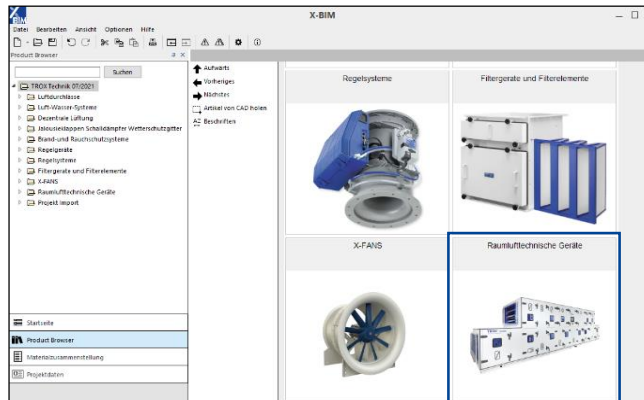 X-BIM
X BIM
Datei Bearbeiten Ansicht Optionen Hilfe
Product Browser
Suchen
TROX Technik 07/2021
Luftdurchlässe
Luft-Wasser-Systeme
Dezentrale Lüftung
Jalousieklappen Schalldämpfer Wetterschutzgitter
Brand-und Rauchschutzsysteme
Regelgeräte
Regelsysteme
Filtergeräte und Filterelemente
X-FANS
Raumlufttechnische Geräte
Projekt Import
Startseite
Product Browser
Materialzusammenstellung
Projektdaten
Aufwärts
Vorheriges
Nächstes
Artikel von CAD holen
AZ Beschriften
Regelsysteme
Filtergeräte und Filterelemente
X-FANS
Raumlufttechnische Geräte